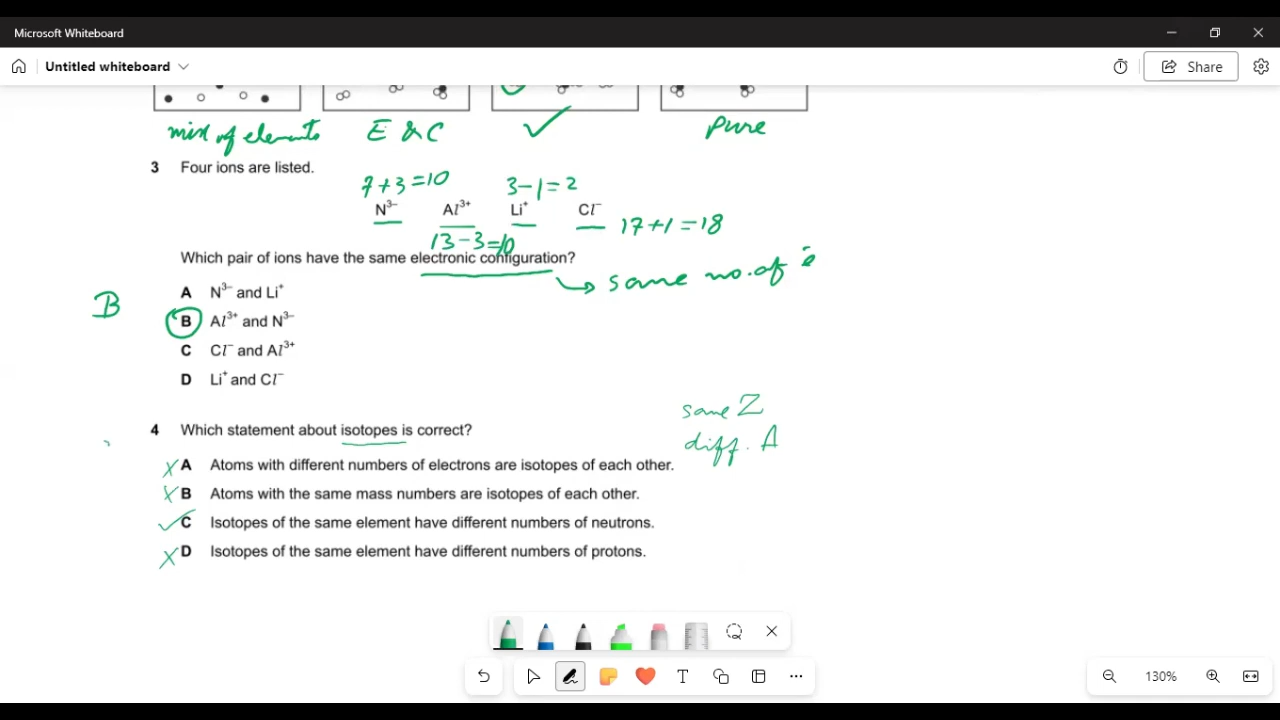 Microsoft Whiteboard
Untitled whiteboard
Share
mix of elements E & C pure
3 Four ions are listed.
7+3=10 3-1=2
N³⁻ Al³⁺ Li⁺ Cl⁻ 17+1=18
13-3=10
Which pair of ions have the same electronic configuration?
same no. of e⁻
A N³⁻ and Li⁺
B
B Al³⁺ and N³⁻
C Cl⁻ and Al³⁺
D Li⁺ and Cl⁻
same Z
4 Which statement about isotopes is correct?
diff. A
X A Atoms with different numbers of electrons are isotopes of each other.
X B Atoms with the same mass numbers are isotopes of each other.
✓ C Isotopes of the same element have different numbers of neutrons.
X D Isotopes of the same element have different numbers of protons.
130%